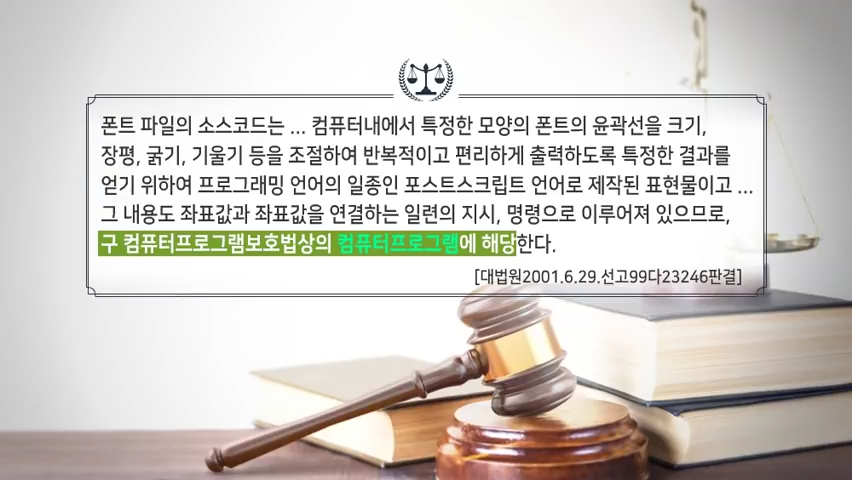 폰트 파일의 소스코드는 ... 컴퓨터내에서 특정한 모양의 폰트의 윤곽선을 크기,
장평, 굵기, 기울기 등을 조절하여 반복적이고 편리하게 출력하도록 특정한 결과를
얻기 위하여 프로그래밍 언어의 일종인 포스트스크립트 언어로 제작된 표현물이고 ...
그 내용도 좌표값과 좌표값을 연결하는 일련의 지시, 명령으로 이루어져 있으므로,
구 컴퓨터프로그램보호법상의 컴퓨터프로그램에 해당한다.
[대법원2001.6.29.선고99다23246판결]